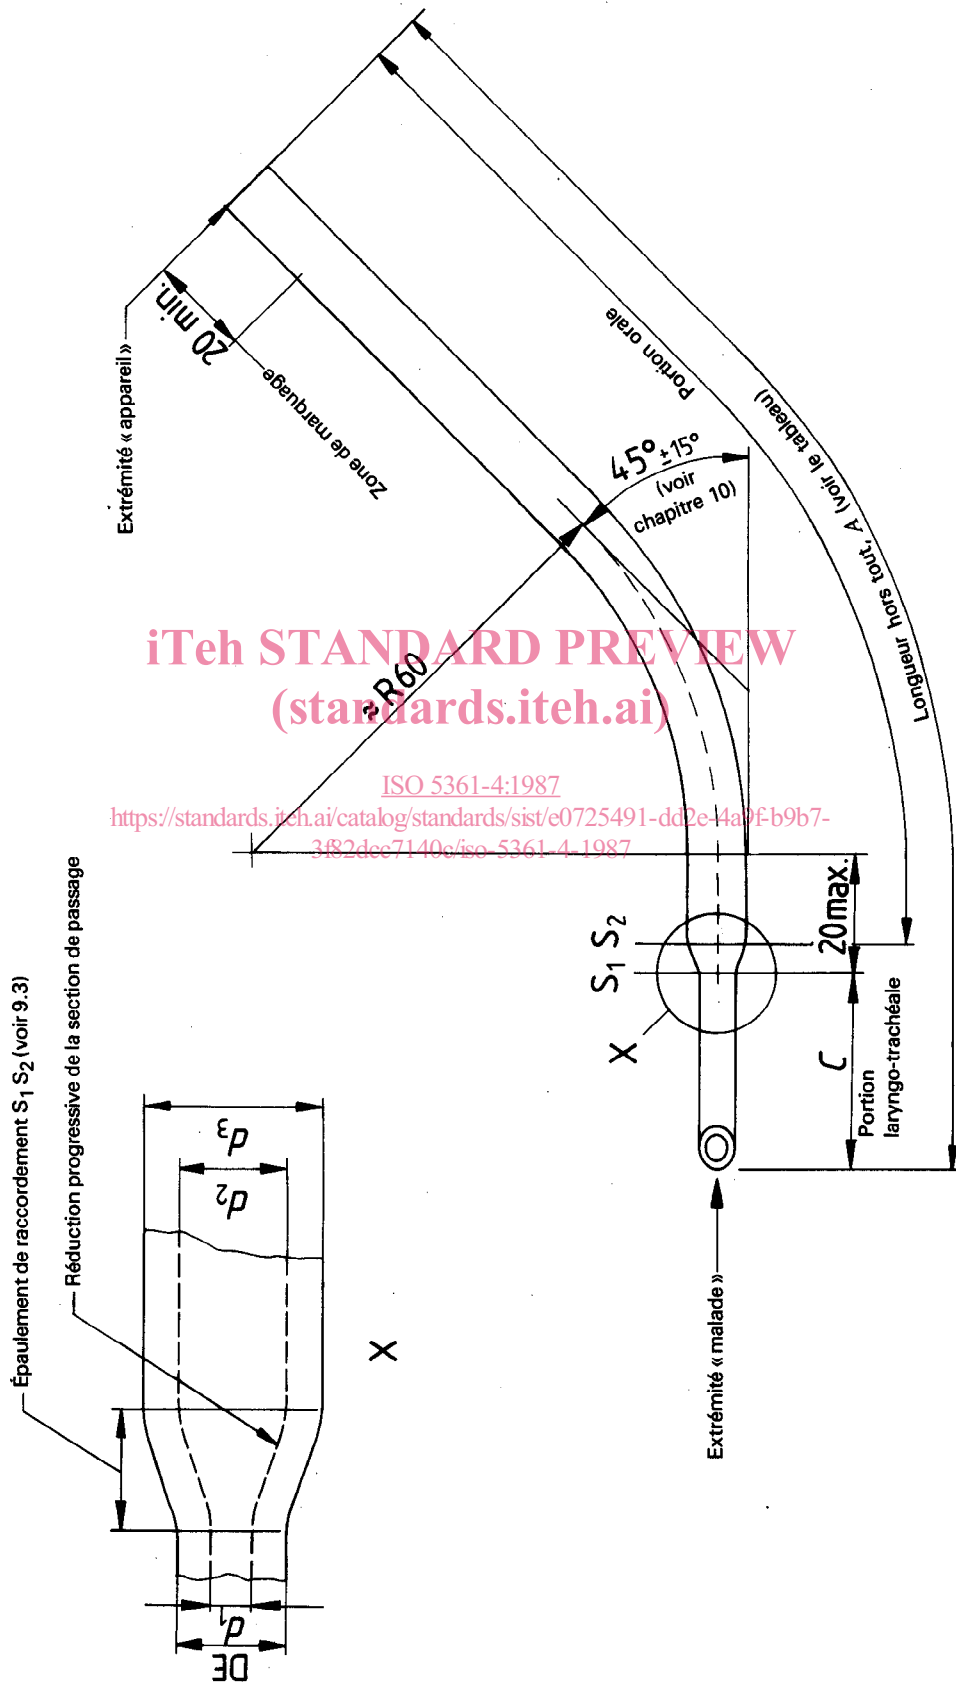 Extrémité « appareil »
20 min.
Zone de marquage
Portion orale
45° ±15°
(voir
chapitre 10)
Longueur hors tout, A (voir le tableau)
≈ R60
iTeh STANDARD PREVIEW
(standards.iteh.ai)
ISO 5361-4:1987
https://standards.iteh.ai/catalog/standards/sist/e0725491-dd2e-4a9f-b9b7-
3f82dcc7140c/iso-5361-4-1987
S1 S2
20 max.
X
C
Portion
laryngo-trachéale
Extrémité « malade »
Épaulement de raccordement S1 S2 (voir 9.3)
Réduction progressive de la section de passage
d3
d2
X
d1
DE